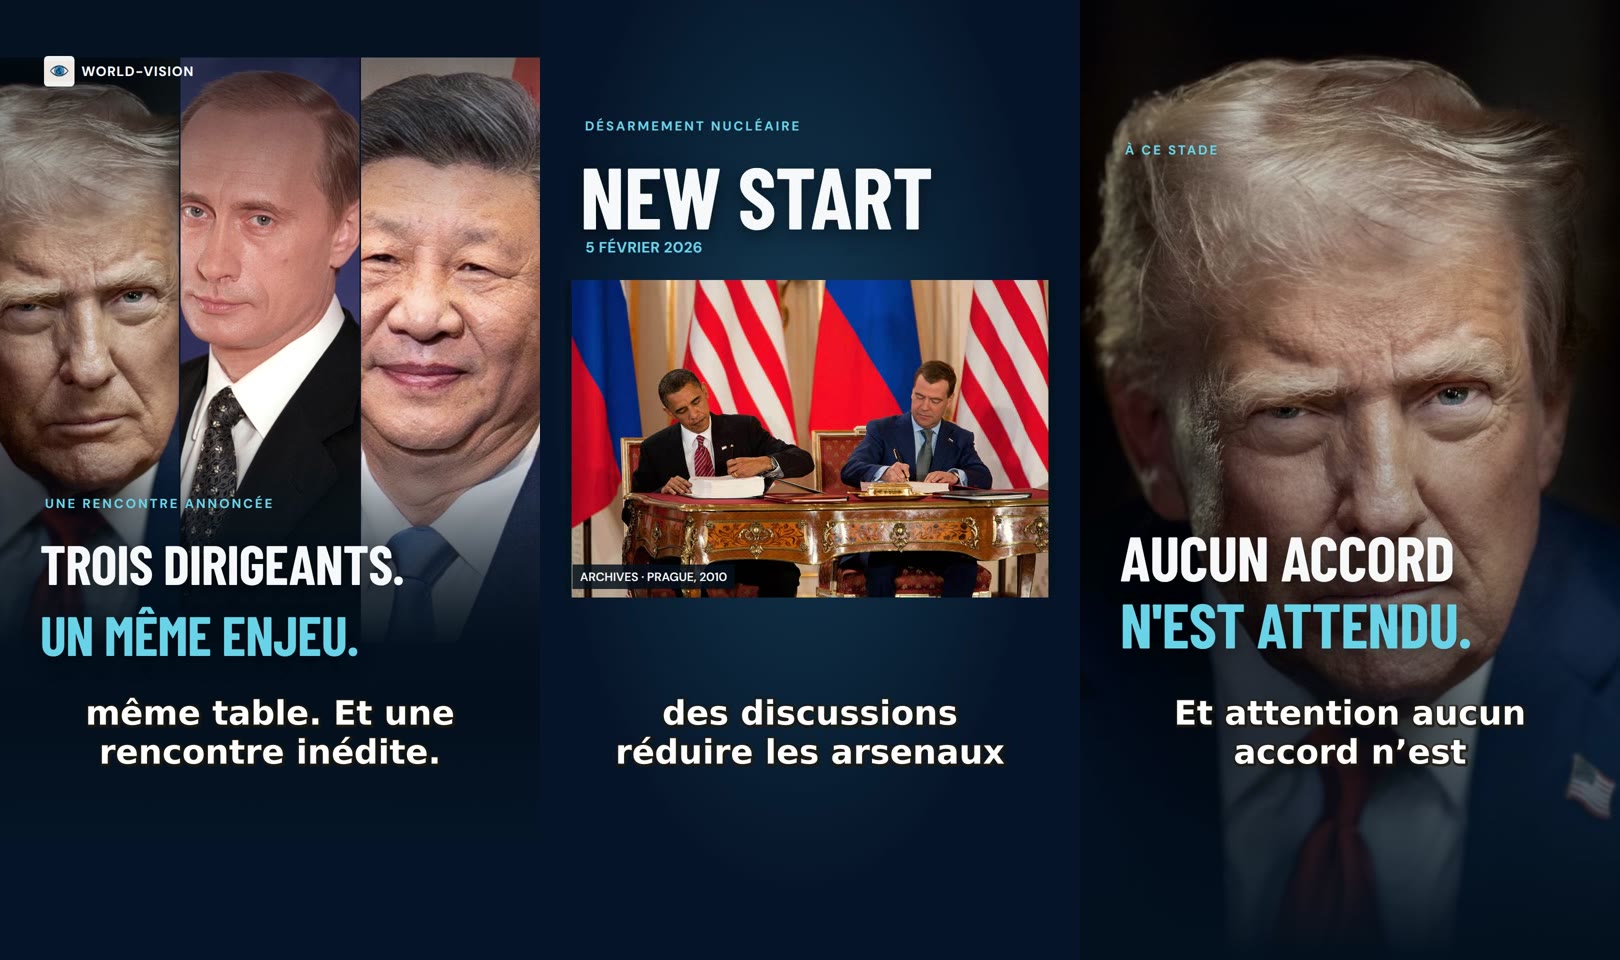 WORLD-VISION
UNE RENCONTRE ANNONCÉE
TROIS DIRIGEANTS.
UN MÊME ENJEU.
même table. Et une
rencontre inédite.
DÉSARMEMENT NUCLÉAIRE
NEW START
5 FÉVRIER 2026
ARCHIVES · PRAGUE, 2010
des discussions
réduire les arsenaux
À CE STADE
AUCUN ACCORD
N'EST ATTENDU.
Et attention aucun
accord n’est